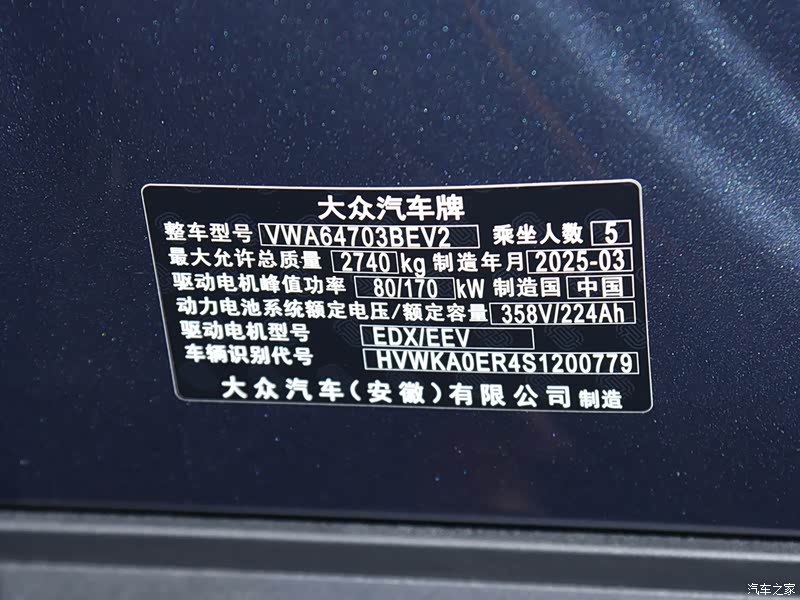 大众汽车牌
整车型号 VWA64703BEV2 乘坐人数 5
最大允许总质量 2740 kg 制造年月 2025-03
驱动电机峰值功率 80/170 kW 制造国 中国
动力电池系统额定电压/额定容量 358V/224Ah
驱动电机型号 EDX/EEV
车辆识别代号 HVWKA0ER4S1200779
大众汽车(安徽)有限公司 制造
汽车之家